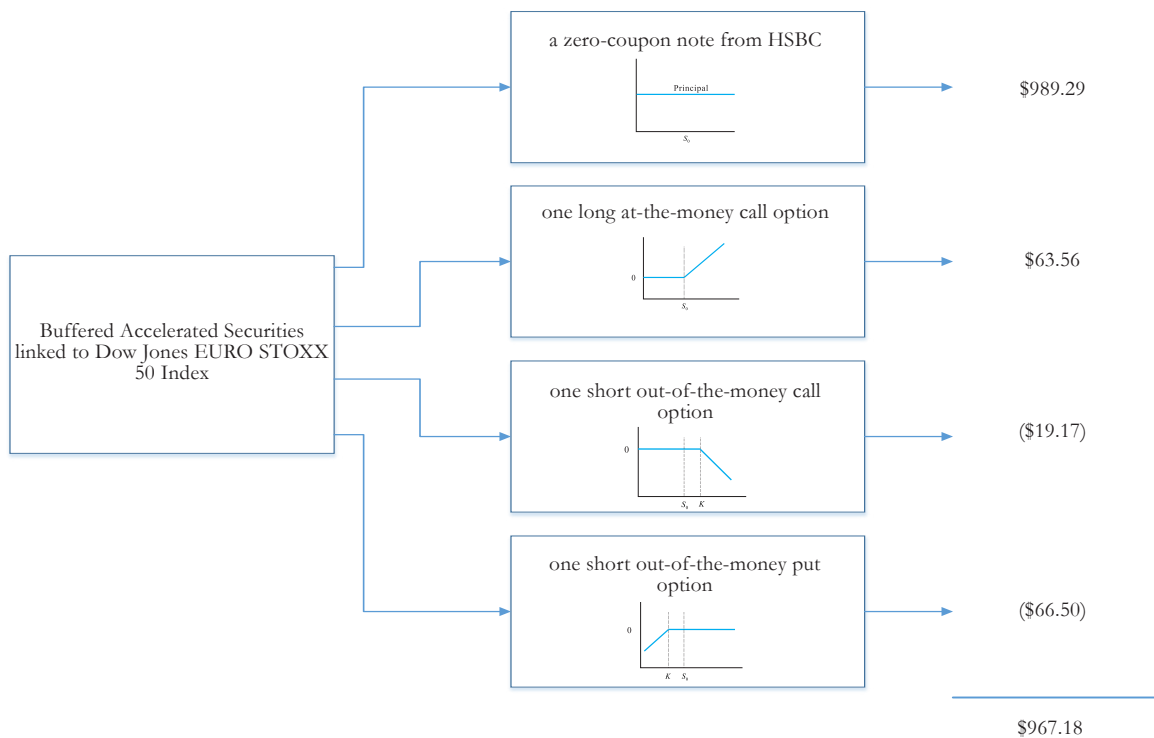 a zero-coupon note from HSBC
Principal
S₀
$989.29
one long at-the-money call option
0
S₀
$63.56
Buffered Accelerated Securities
linked to Dow Jones EURO STOXX
50 Index
one short out-of-the-money call
option
0
S₀ K
($19.17)
one short out-of-the-money put
option
0
K S₀
($66.50)
$967.18